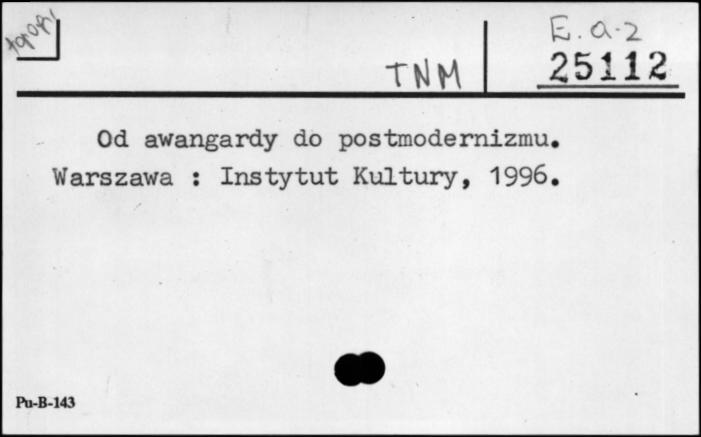 E. a-2
TNM 25112
Od awangardy do postmodernizmu.
Warszawa : Instytut Kultury, 1996.
Pu-B-143